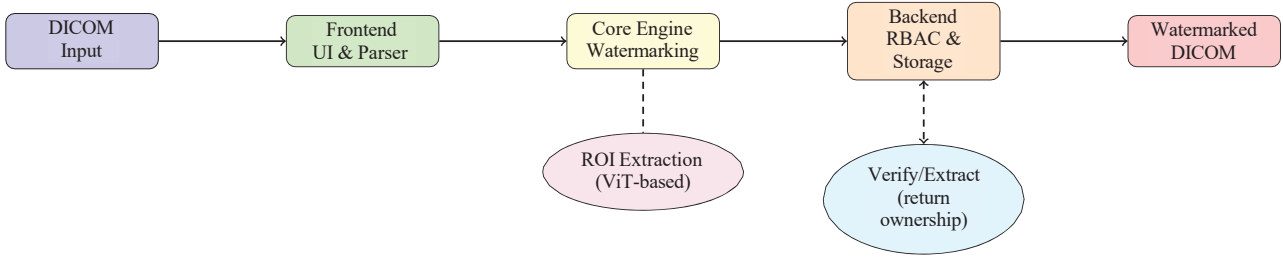 DICOM
Input
Frontend
UI & Parser
Core Engine
Watermarking
Backend
RBAC &
Storage
Watermarked
DICOM
ROI Extraction
(ViT-based)
Verify/Extract
(return
ownership)